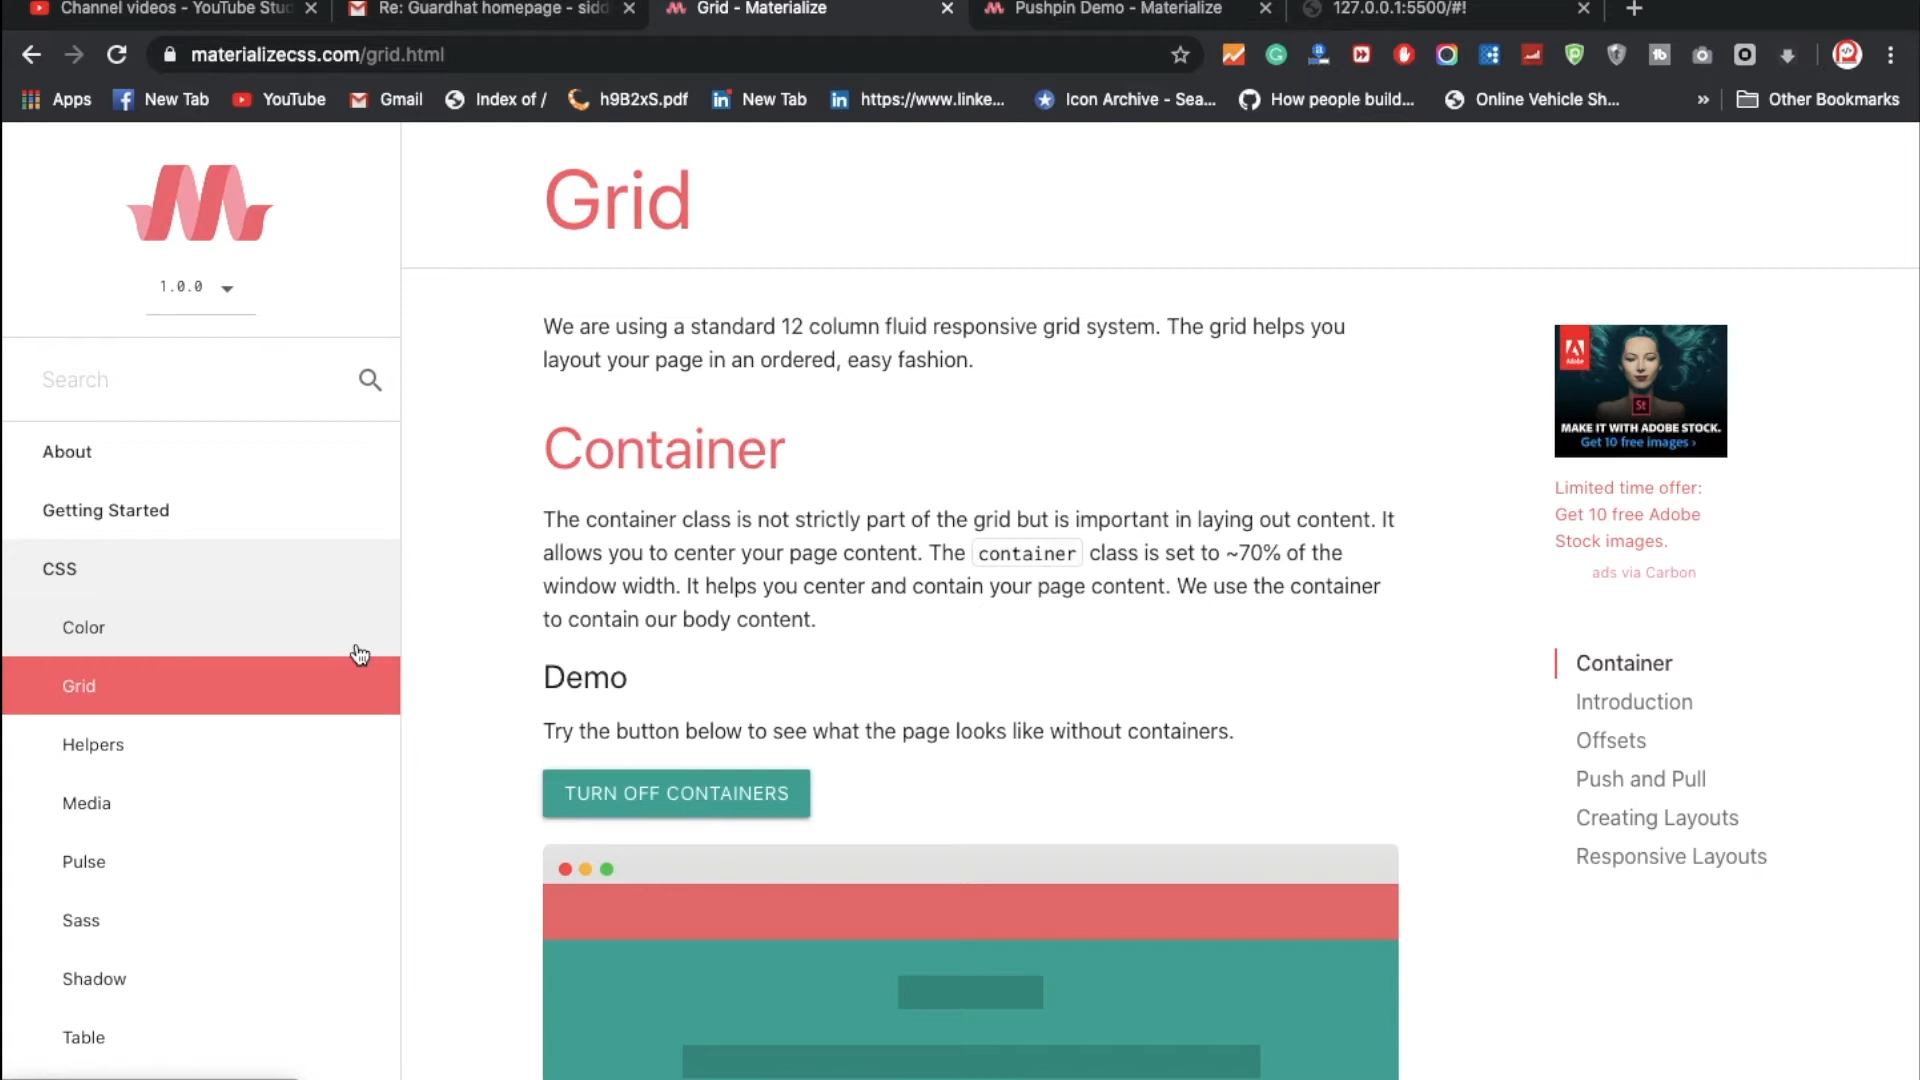 Channel videos - YouTube Stud
Re: Guardhat homepage - sidd
Grid - Materialize
Pushpin Demo - Materialize
127.0.0.1:5500/#!
materializecss.com/grid.html
Apps
New Tab
YouTube
Gmail
Index of /
h9B2xS.pdf
New Tab
https://www.linke...
Icon Archive - Sea...
How people build...
Online Vehicle Sh...
»
Other Bookmarks
1.0.0
Search
About
Getting Started
CSS
Color
Grid
Helpers
Media
Pulse
Sass
Shadow
Table
Grid
We are using a standard 12 column fluid responsive grid system. The grid helps you
layout your page in an ordered, easy fashion.
Container
The container class is not strictly part of the grid but is important in laying out content. It
allows you to center your page content. The container class is set to ~70% of the
window width. It helps you center and contain your page content. We use the container
to contain our body content.
Demo
Try the button below to see what the page looks like without containers.
TURN OFF CONTAINERS
Adobe
St
MAKE IT WITH ADOBE STOCK.
Get 10 free images ›
Limited time offer:
Get 10 free Adobe
Stock images.
ads via Carbon
Container
Introduction
Offsets
Push and Pull
Creating Layouts
Responsive Layouts